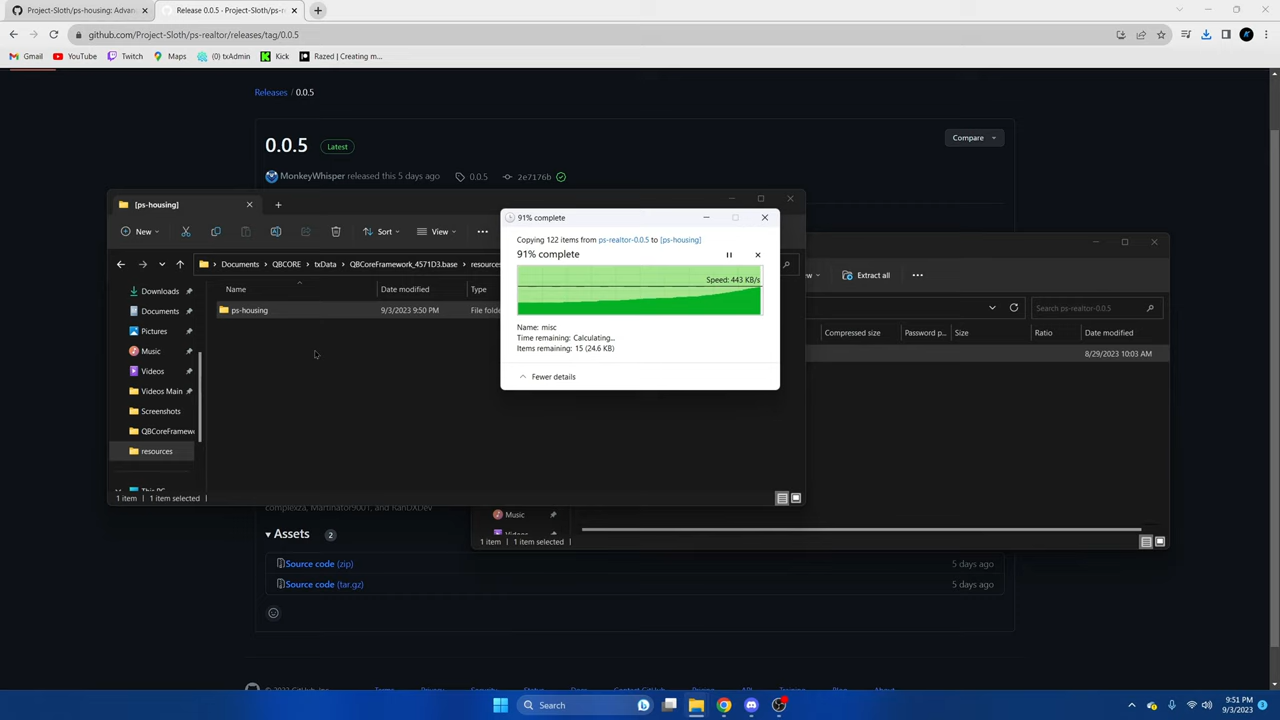 Project-Sloth/ps-housing: Advan
Release 0.0.5 · Project-Sloth/ps-r
github.com/Project-Sloth/ps-realtor/releases/tag/0.0.5
Gmail
YouTube
Twitch
Maps
(0) txAdmin
Kick
Razed | Creating m...
Releases / 0.0.5
0.0.5
Latest
Compare
MonkeyWhisper released this 5 days ago
0.0.5
2e7176b
[ps-housing]
New
Sort
View
Documents
QBCORE
txData
QBCoreFramework_4571D3.base
resources
Name
Date modified
Type
ps-housing
9/3/2023 9:50 PM
File folde
Downloads
Documents
Pictures
Music
Videos
Videos Main
Screenshots
QBCoreFramew
resources
This PC
1 item
1 item selected
91% complete
Copying 122 items from ps-realtor-0.0.5 to [ps-housing]
91% complete
Speed: 443 KB/s
Name: misc
Time remaining: Calculating...
Items remaining: 15 (24.6 KB)
Fewer details
Extract all
Search ps-realtor-0.0.5
Compressed size
Password p...
Size
Ratio
Date modified
8/29/2023 10:03 AM
Music
1 item
1 item selected
complexza, Martinator9001, and
Assets
2
Source code (zip)
5 days ago
Source code (tar.gz)
5 days ago
Search
9:51 PM
9/3/2023
2